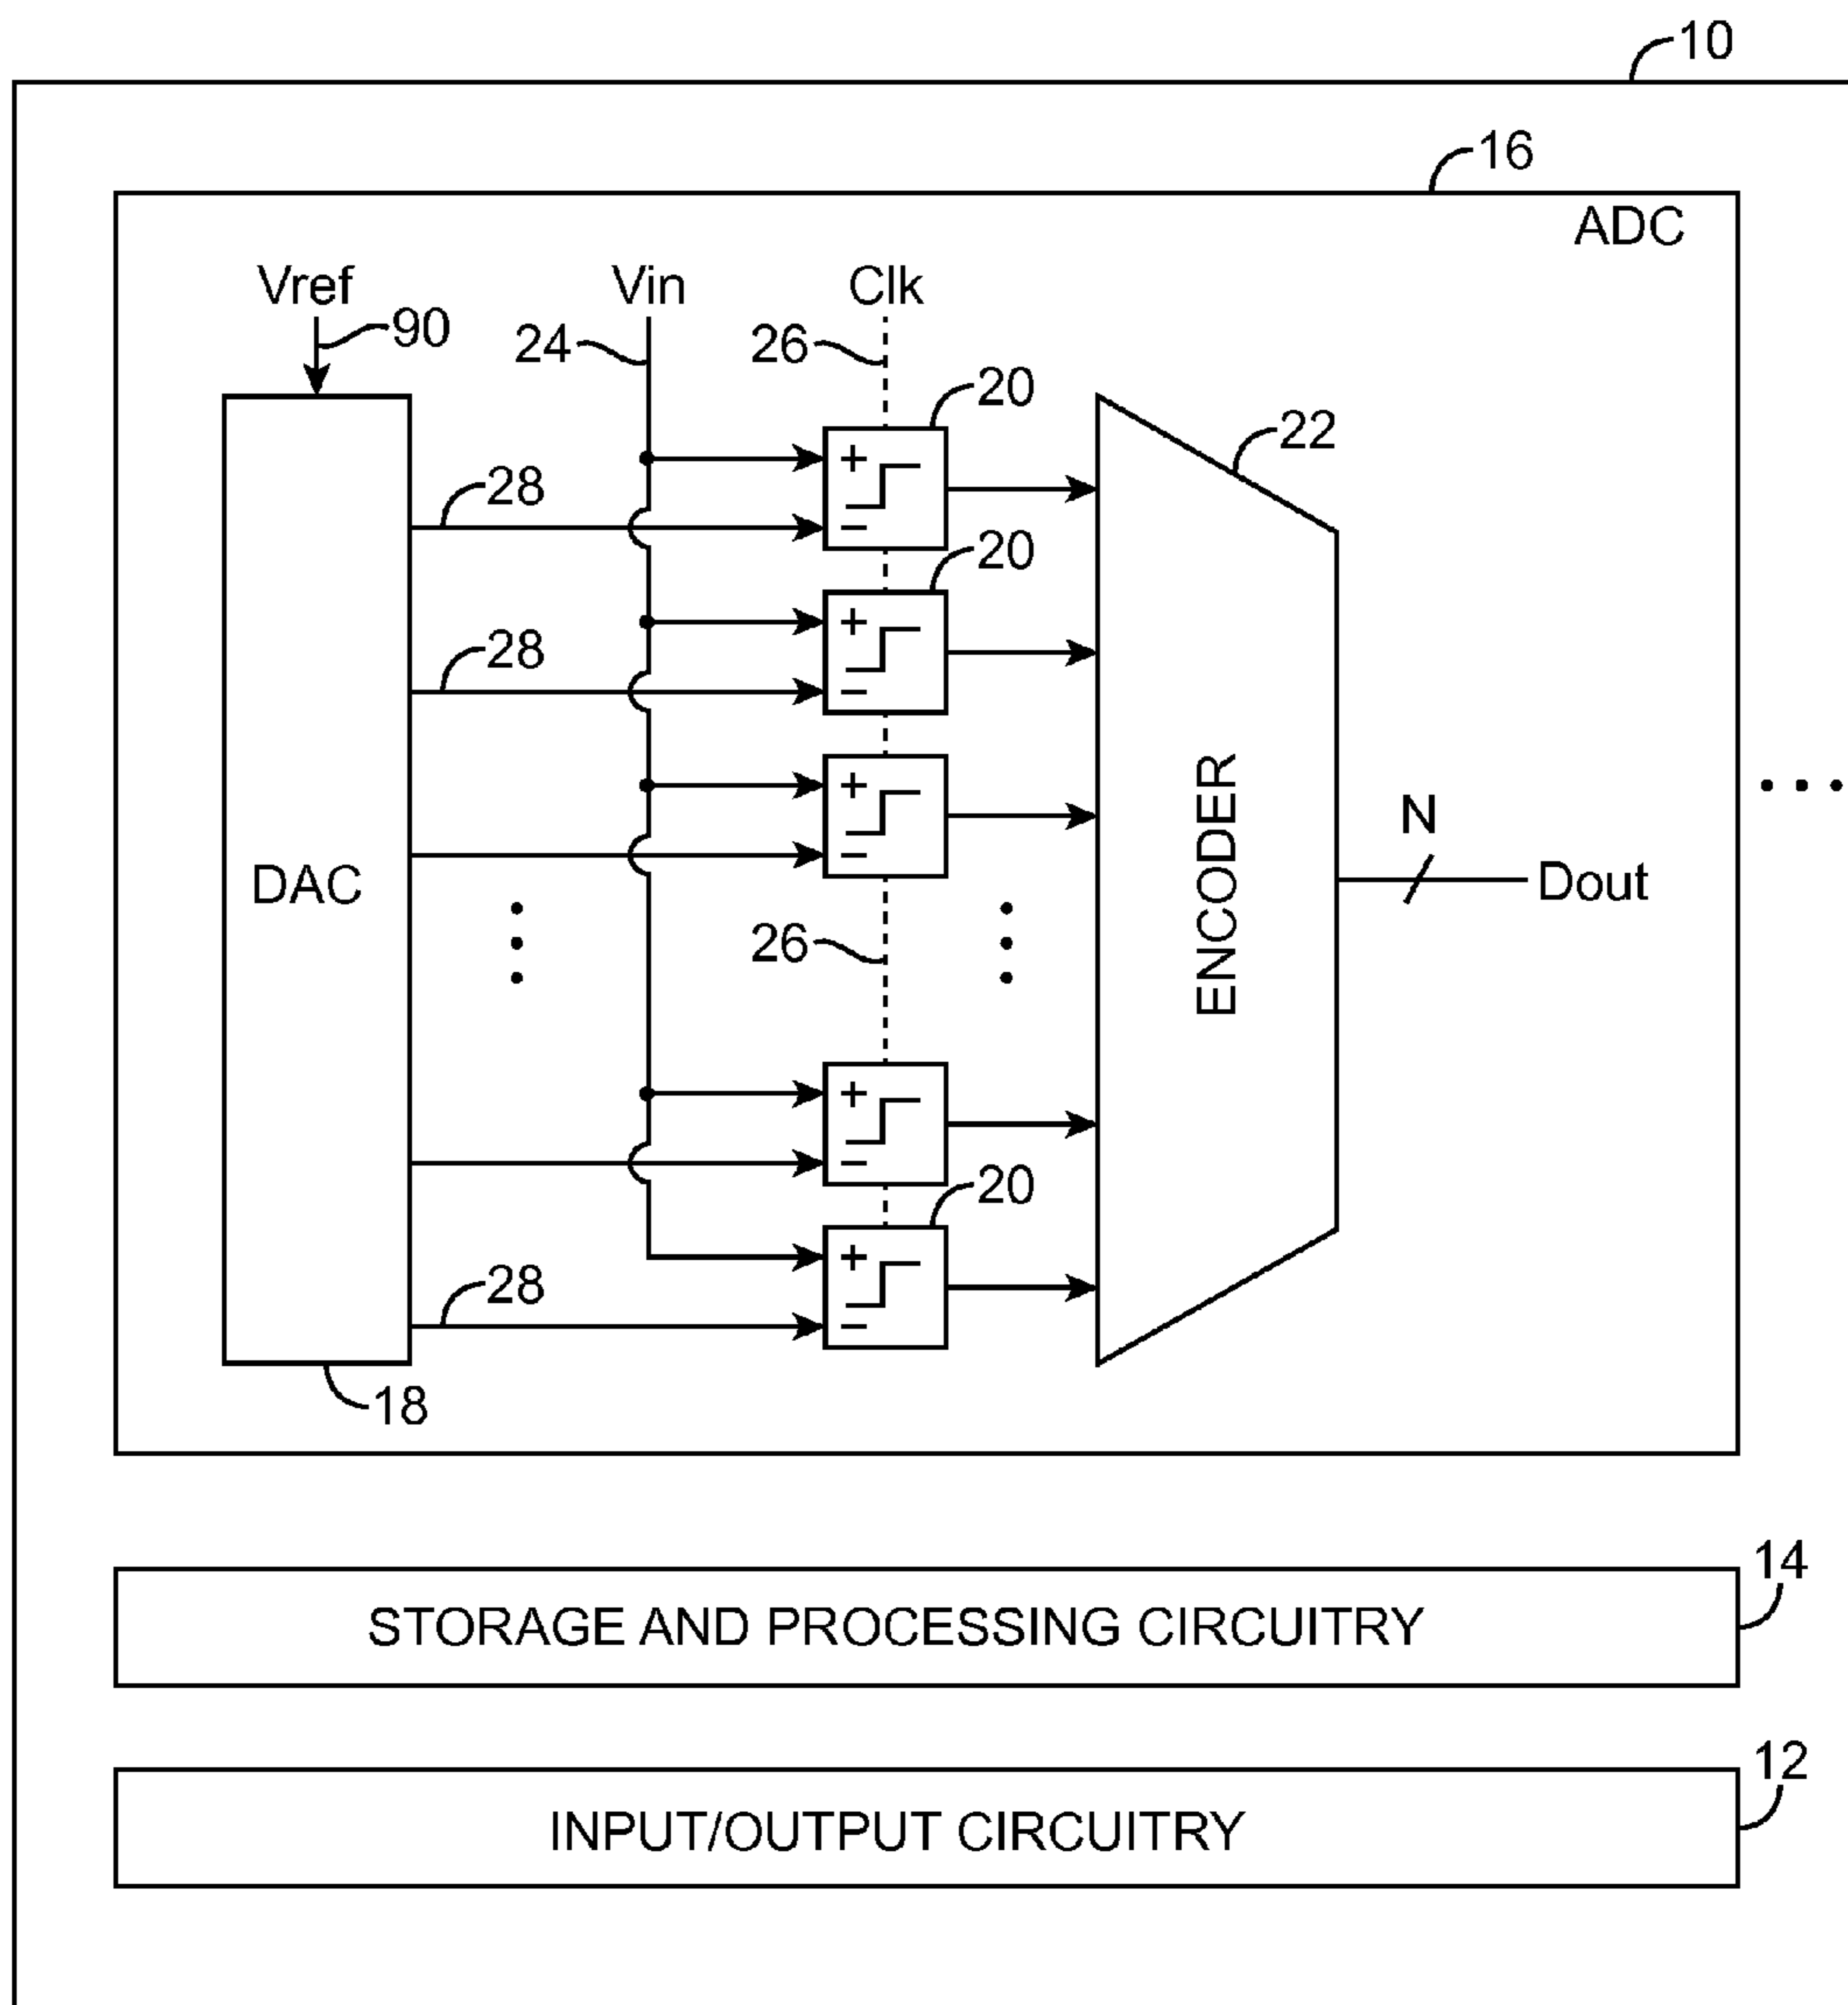 10
16
ADC
Vref
Vin
Clk
90
24
26
20
22
28
+
−
20
28
+
−
+
−
ENCODER
N
DAC
Dout
26
+
−
20
28
+
−
18
14
STORAGE AND PROCESSING CIRCUITRY
12
INPUT/OUTPUT CIRCUITRY